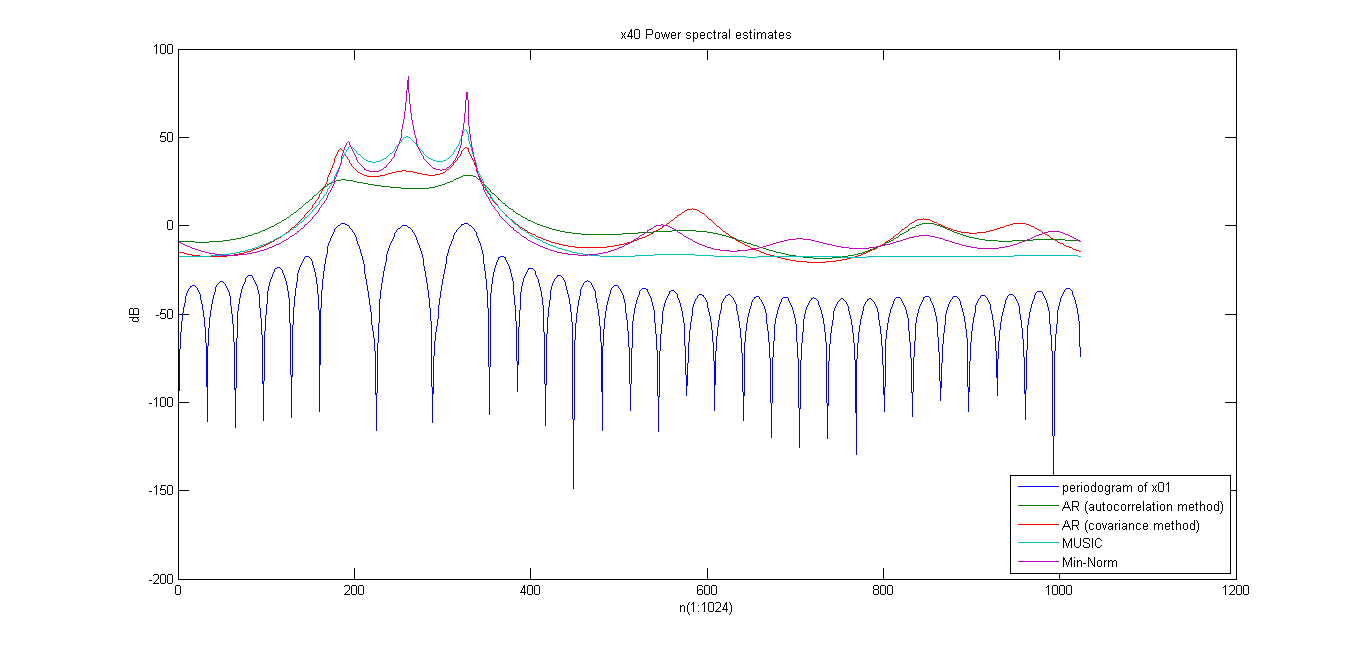 x40 Power spectral estimates
100
50
0
-50
-100
-150
-200
dB
0
200
400
600
800
1000
1200
n(1:1024)
periodogram of x01
AR (autocorrelation method)
AR (covariance method)
MUSIC
Min-Norm